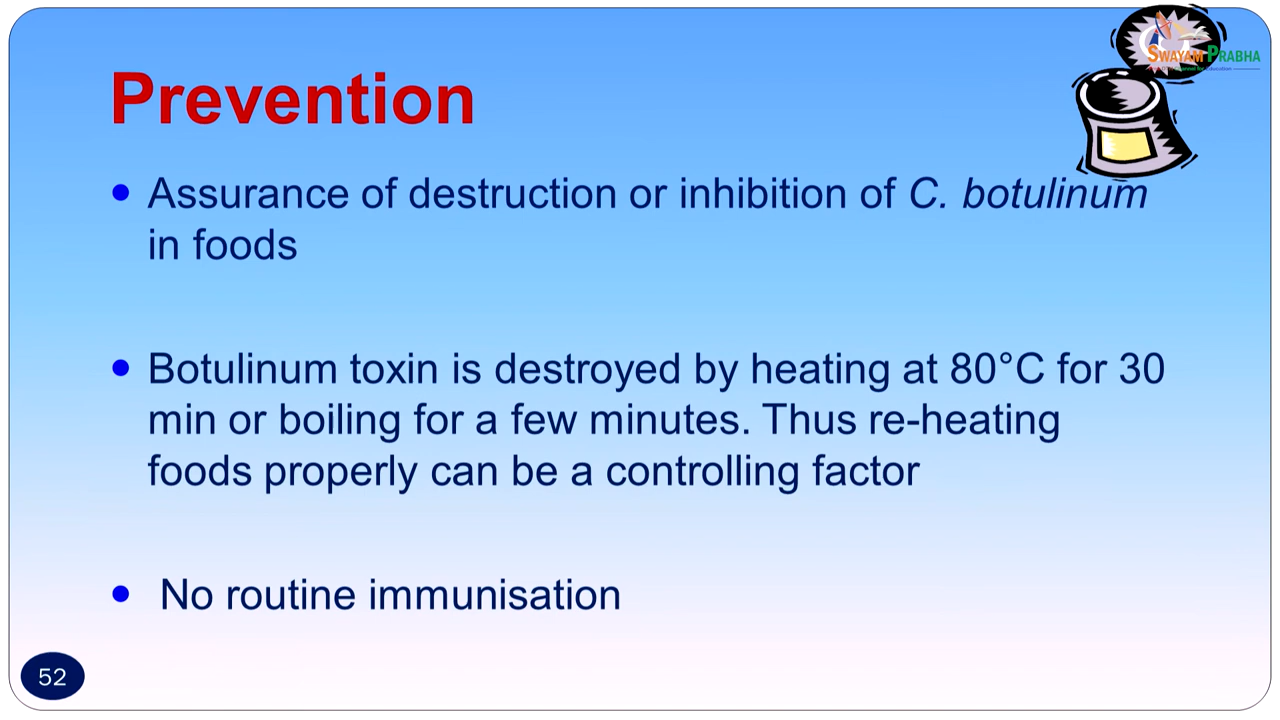 SWAYAM PRABHA
Prevention
• Assurance of destruction or inhibition of C. botulinum
in foods
• Botulinum toxin is destroyed by heating at 80°C for 30
min or boiling for a few minutes. Thus re-heating
foods properly can be a controlling factor
• No routine immunisation
52